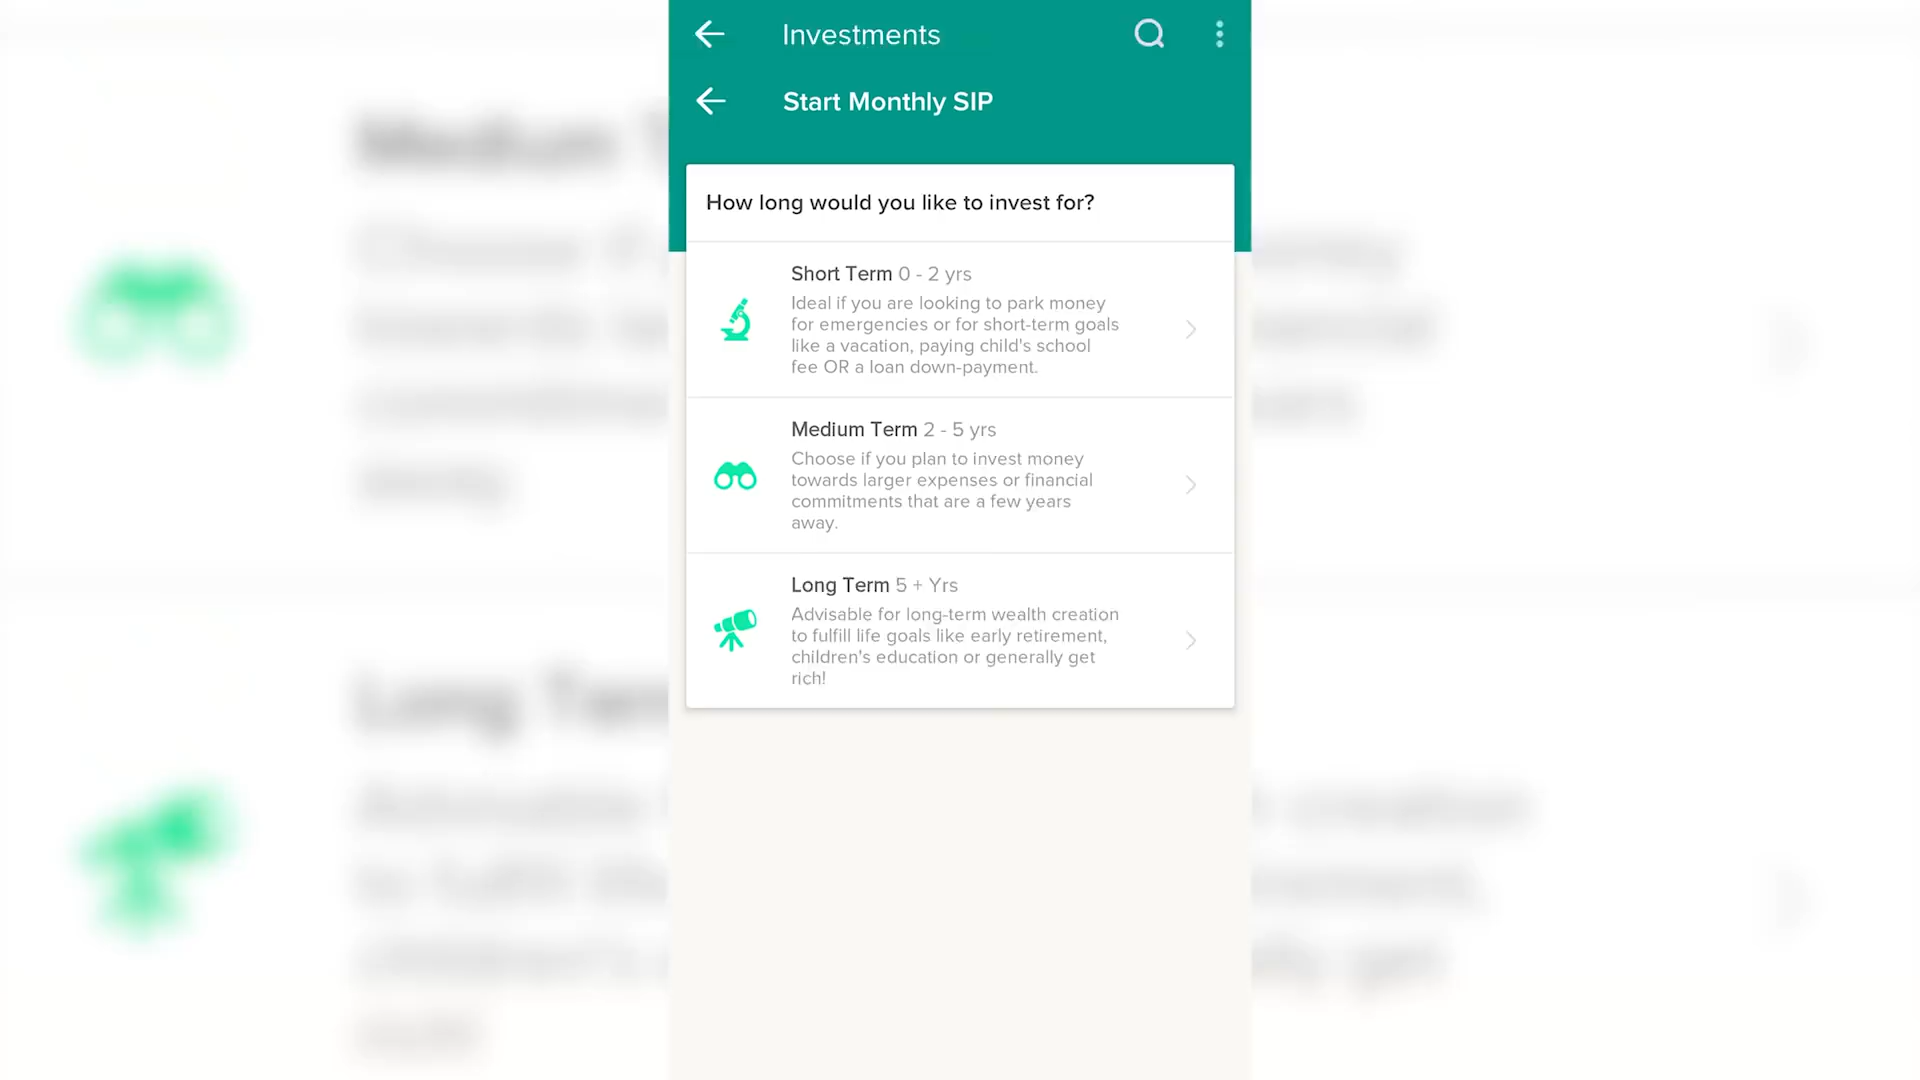 Investments
Start Monthly SIP
How long would you like to invest for?
Short Term 0 - 2 yrs
Ideal if you are looking to park money
for emergencies or for short-term goals
like a vacation, paying child's school
fee OR a loan down-payment.
Medium Term 2 - 5 yrs
Choose if you plan to invest money
towards larger expenses or financial
commitments that are a few years
away.
Long Term 5 + Yrs
Advisable for long-term wealth creation
to fulfill life goals like early retirement,
children's education or generally get
rich!